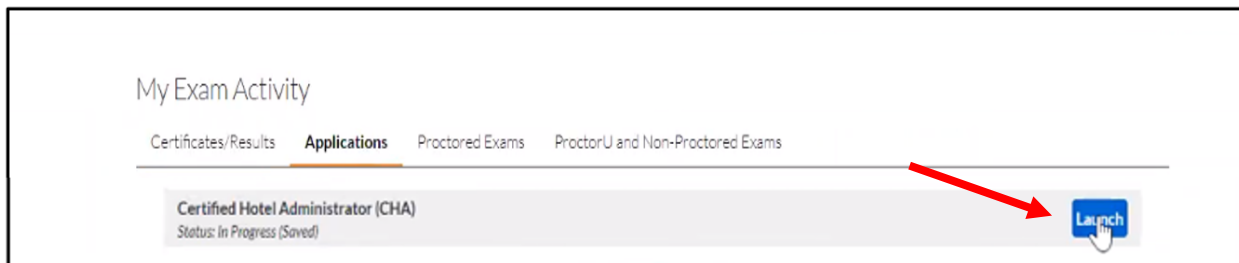 My Exam Activity
Certificates/Results Applications Proctored Exams ProctorU and Non-Proctored Exams
Certified Hotel Administrator (CHA)
Launch
Status: In Progress (Saved)